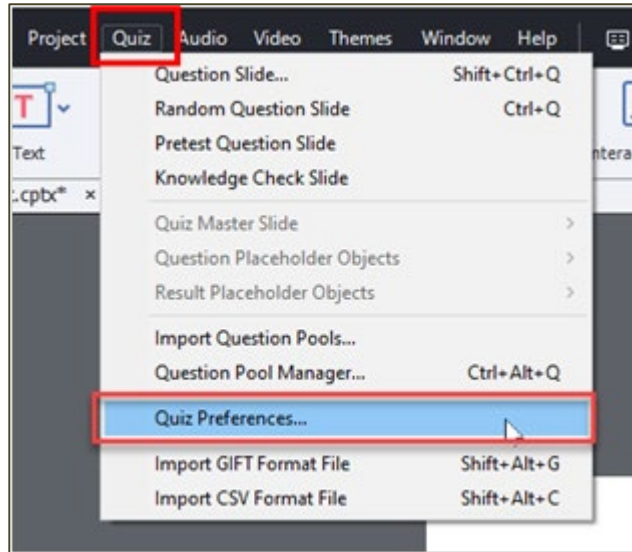 Project Quiz Audio Video Themes Window Help
T
Text
.cptx* ×
Question Slide... Shift+Ctrl+Q
Random Question Slide Ctrl+Q
Pretest Question Slide
Knowledge Check Slide
Quiz Master Slide
Question Placeholder Objects
Result Placeholder Objects
Import Question Pools...
Question Pool Manager... Ctrl+Alt+Q
Quiz Preferences...
Import GIFT Format File Shift+Alt+G
Import CSV Format File Shift+Alt+C